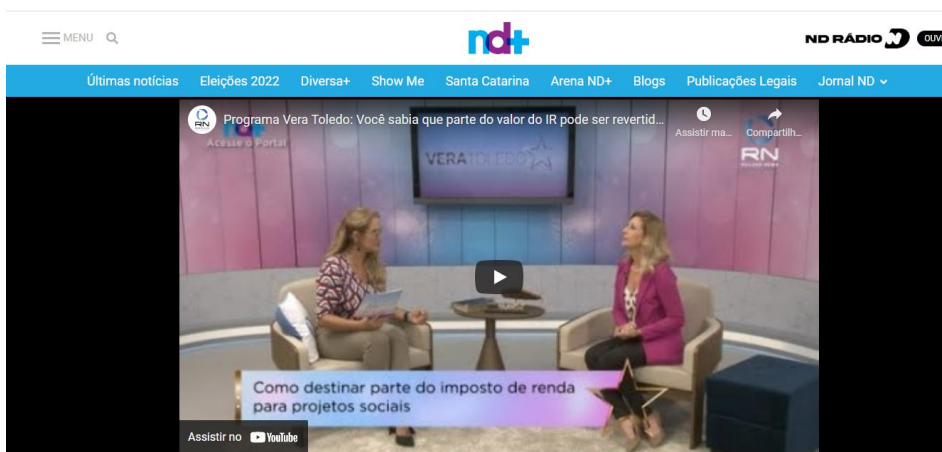 MENU
nd+
ND RÁDIO
Últimas notícias Eleições 2022 Diversa+ Show Me Santa Catarina Arena ND+ Blogs Publicações Legais Jornal ND
RN
Programa Vera Toledo: Você sabia que parte do valor do IR pode ser revertid...
Assistir ma...
Compartilh...
Acesse o Portal
VERA TOLEDO
RN
Como destinar parte do imposto de renda
para projetos sociais
Assistir no YouTube